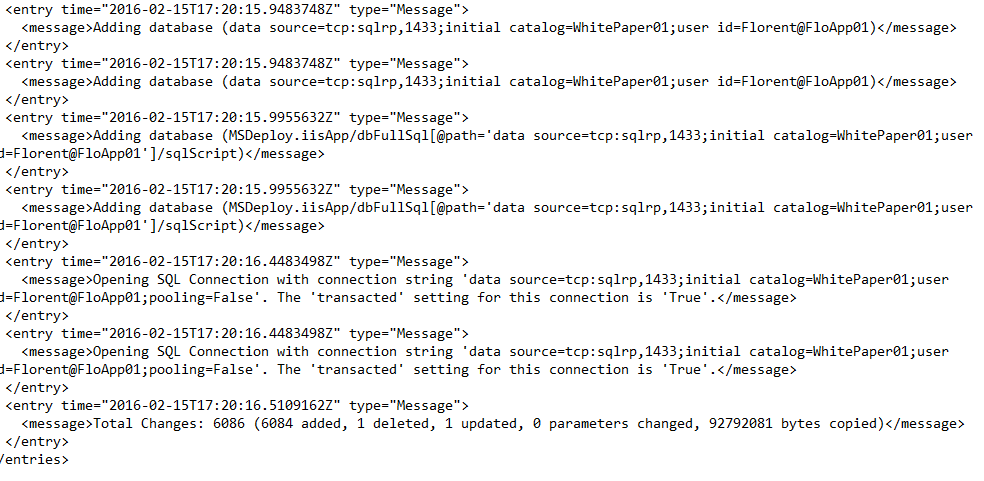 <entry time="2016-02-15T17:20:15.9483748Z" type="Message">
<message>Adding database (data source=tcp:sqlrp,1433;initial catalog=WhitePaper01;user id=Florent@FloApp01)</message>
</entry>
<entry time="2016-02-15T17:20:15.9483748Z" type="Message">
<message>Adding database (data source=tcp:sqlrp,1433;initial catalog=WhitePaper01;user id=Florent@FloApp01)</message>
</entry>
<entry time="2016-02-15T17:20:15.9955632Z" type="Message">
<message>Adding database (MSDeploy.iisApp/dbFullSql[@path='data source=tcp:sqlrp,1433;initial catalog=WhitePaper01;user
d=Florent@FloApp01']/sqlScript)</message>
</entry>
<entry time="2016-02-15T17:20:15.9955632Z" type="Message">
<message>Adding database (MSDeploy.iisApp/dbFullSql[@path='data source=tcp:sqlrp,1433;initial catalog=WhitePaper01;user
d=Florent@FloApp01']/sqlScript)</message>
</entry>
<entry time="2016-02-15T17:20:16.4483498Z" type="Message">
<message>Opening SQL Connection with connection string 'data source=tcp:sqlrp,1433;initial catalog=WhitePaper01;user
d=Florent@FloApp01;pooling=False'. The 'transacted' setting for this connection is 'True'.</message>
</entry>
<entry time="2016-02-15T17:20:16.4483498Z" type="Message">
<message>Opening SQL Connection with connection string 'data source=tcp:sqlrp,1433;initial catalog=WhitePaper01;user
d=Florent@FloApp01;pooling=False'. The 'transacted' setting for this connection is 'True'.</message>
</entry>
<entry time="2016-02-15T17:20:16.5109162Z" type="Message">
<message>Total Changes: 6086 (6084 added, 1 deleted, 1 updated, 0 parameters changed, 92792081 bytes copied)</message>
</entry>
/entries>